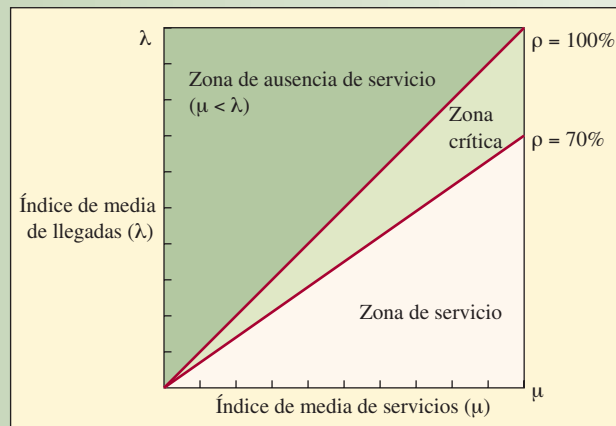 λ
ρ = 100%
Zona de ausencia de servicio
(μ < λ)
Zona
crítica
ρ = 70%
Índice de media
de llegadas (λ)
Zona de servicio
μ
Índice de media de servicios (μ)